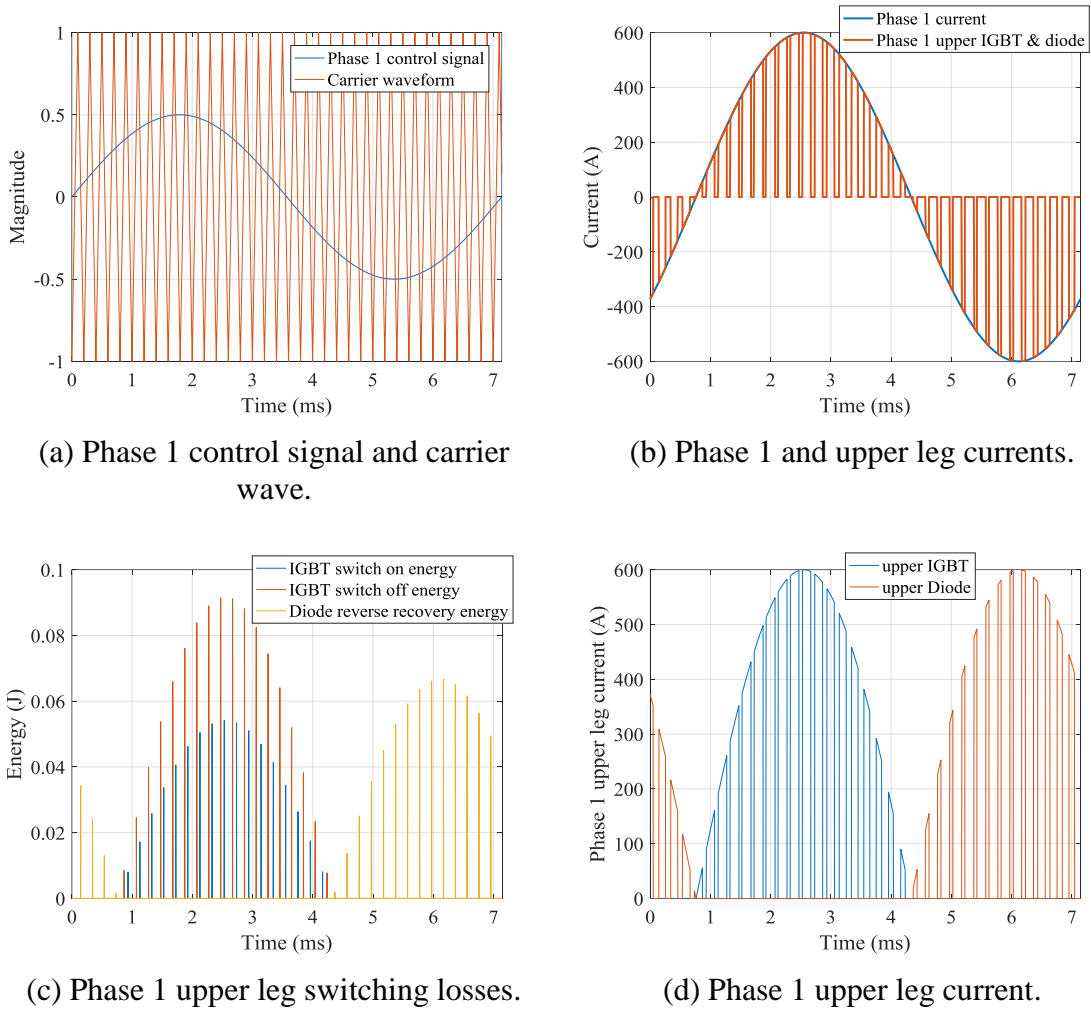 Phase 1 control signal
Carrier waveform
1
0.5
0
-0.5
-1
Magnitude
0 1 2 3 4 5 6 7
Time (ms)
(a) Phase 1 control signal and carrier
wave.
Phase 1 current
Phase 1 upper IGBT & diode
600
400
200
0
-200
-400
-600
Current (A)
0 1 2 3 4 5 6 7
Time (ms)
(b) Phase 1 and upper leg currents.
IGBT switch on energy
IGBT switch off energy
Diode reverse recovery energy
0.1
0.08
0.06
0.04
0.02
0
Energy (J)
0 1 2 3 4 5 6 7
Time (ms)
(c) Phase 1 upper leg switching losses.
upper IGBT
upper Diode
600
500
400
300
200
100
0
Phase 1 upper leg current (A)
0 1 2 3 4 5 6 7
Time (ms)
(d) Phase 1 upper leg current.